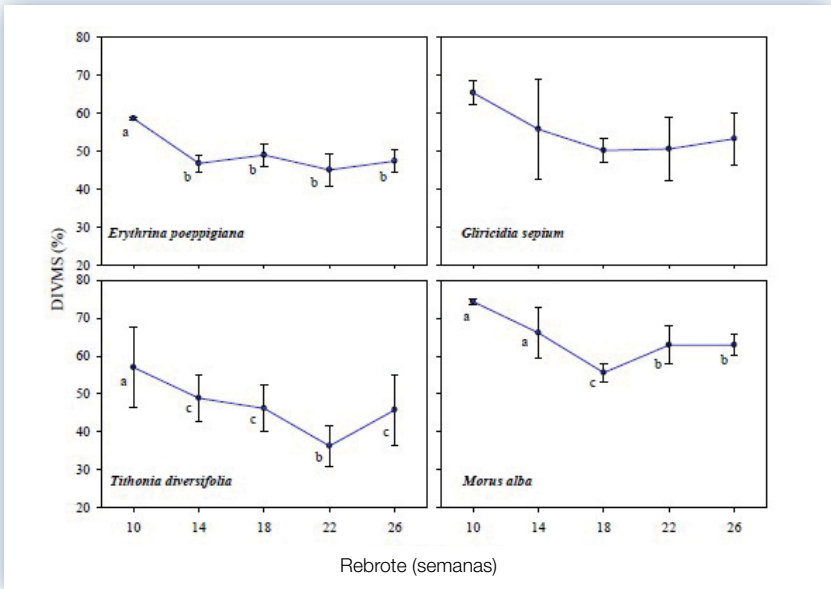 80
70
60
50
40
30
20
a
b
b
b
b
Erythrina poeppigiana
Gliricidia sepium
DIVMS (%)
80
70
60
50
40
30
20
a
c
c
b
c
Tithonia diversifolia
a
a
c
b
b
Morus alba
10 14 18 22 26
10 14 18 22 26
Rebrote (semanas)